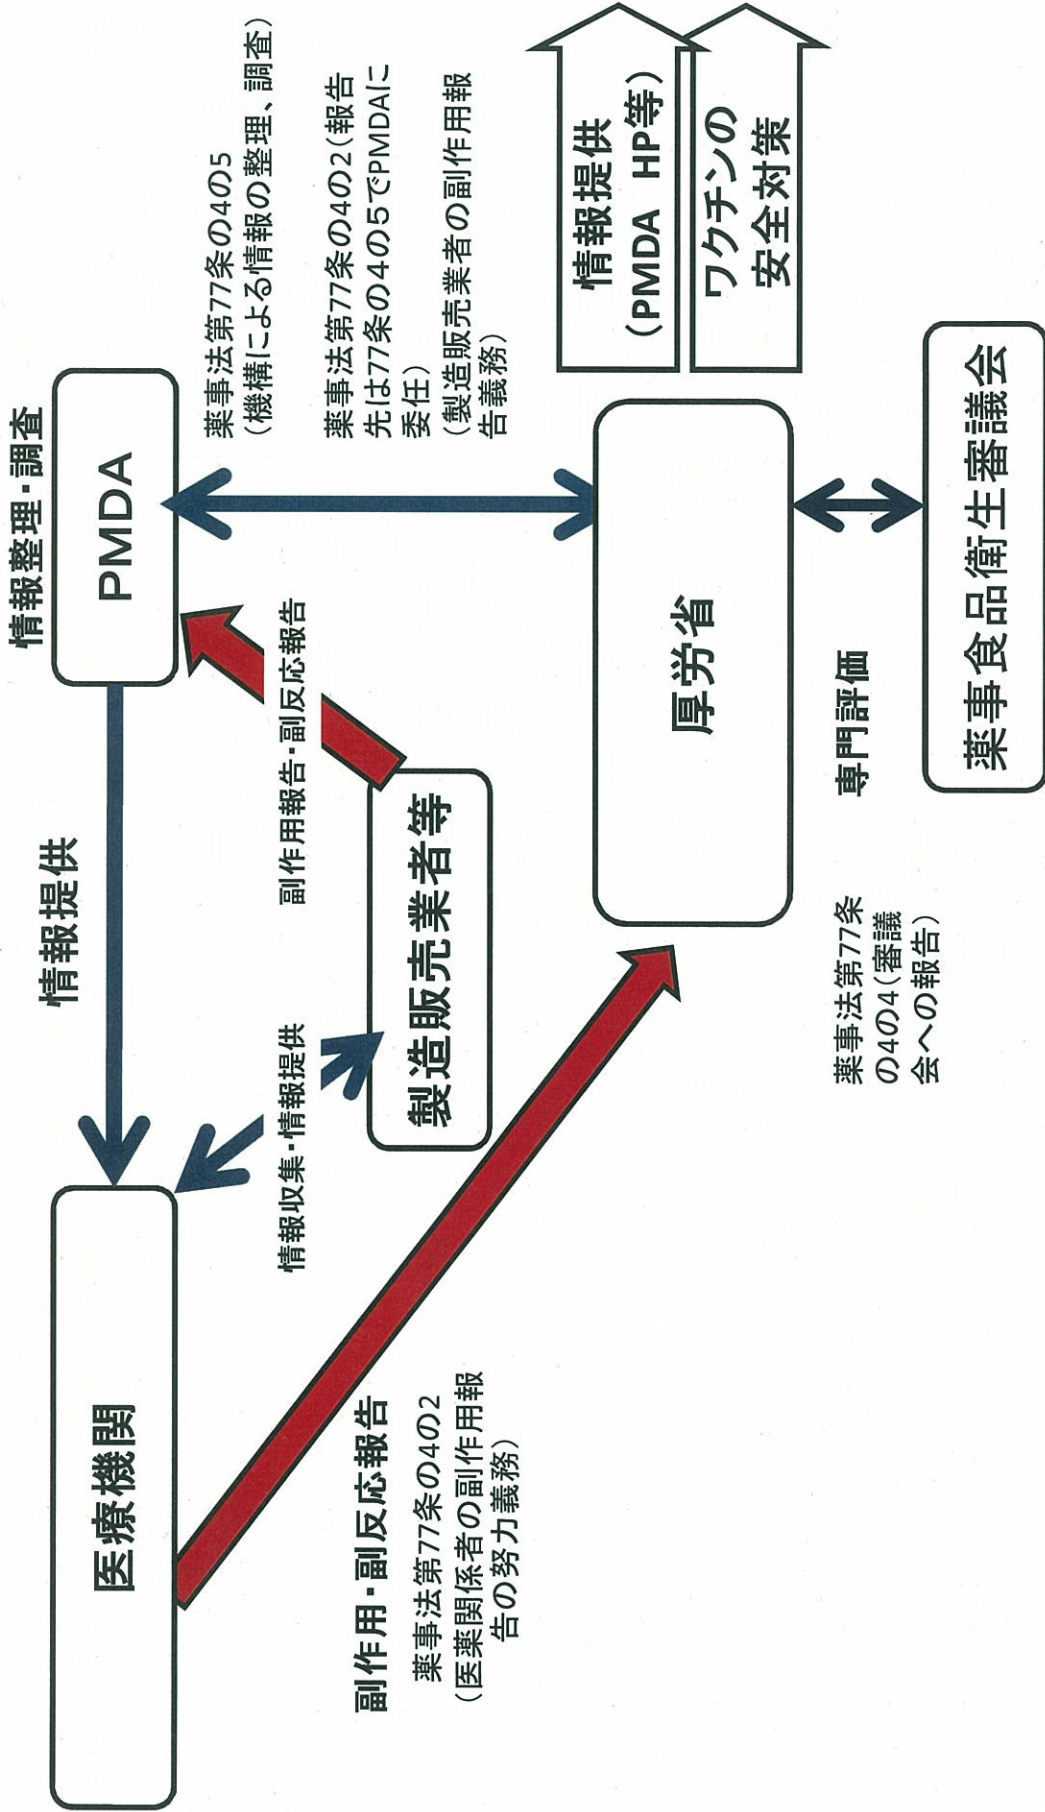 情報提供
情報整理・調査
医療機関
PMDA
薬事法第77条の4の5
(機構による情報の整理、調査)
情報収集・情報提供
副作用報告・副反応報告
薬事法第77条の4の2(報告
先は77条の4の5でPMDAに
委任)
(製造販売業者の副作用報
告義務)
副作用・副反応報告
薬事法第77条の4の2
(医薬関係者の副作用報
告の努力義務)
製造販売業者等
厚労省
情報提供
(PMDA HP等)
ワクチンの
安全対策
専門評価
薬事法第77条
の4の4(審議
会への報告)
薬事食品衛生審議会